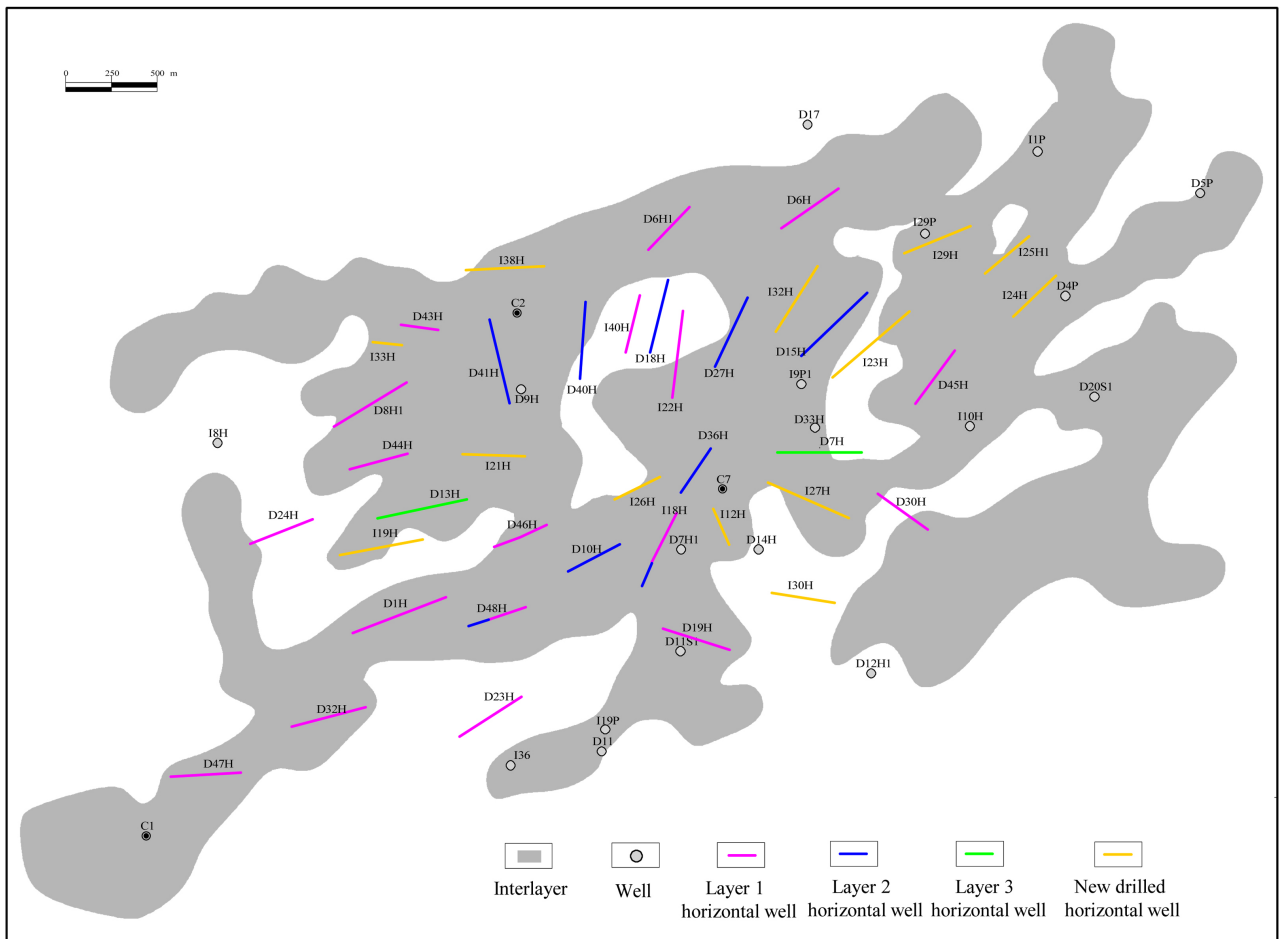 0 250 500 m
D17
I1P
D5P
D6H
D6H1
I29P
I29H
I25H1
I38H
I32H
I24H
D4P
C2
D43H
I40H
D18H
D15H
I33H
D41H
D9H
D40H
D27H
I23H
I9P1
D45H
D20S1
D8H1
I22H
I8H
D33H
I10H
D44H
D36H
D7H
I21H
C7
D13H
I26H
I27H
D30H
I18H
I12H
D24H
I19H
D46H
D7H1
D14H
D10H
I30H
D1H
D48H
D19H
D11S1
D12H1
D23H
D32H
I19P
D11
I36
D47H
C1
Interlayer
Well
Layer 1
horizontal well
Layer 2
horizontal well
Layer 3
horizontal well
New drilled
horizontal well